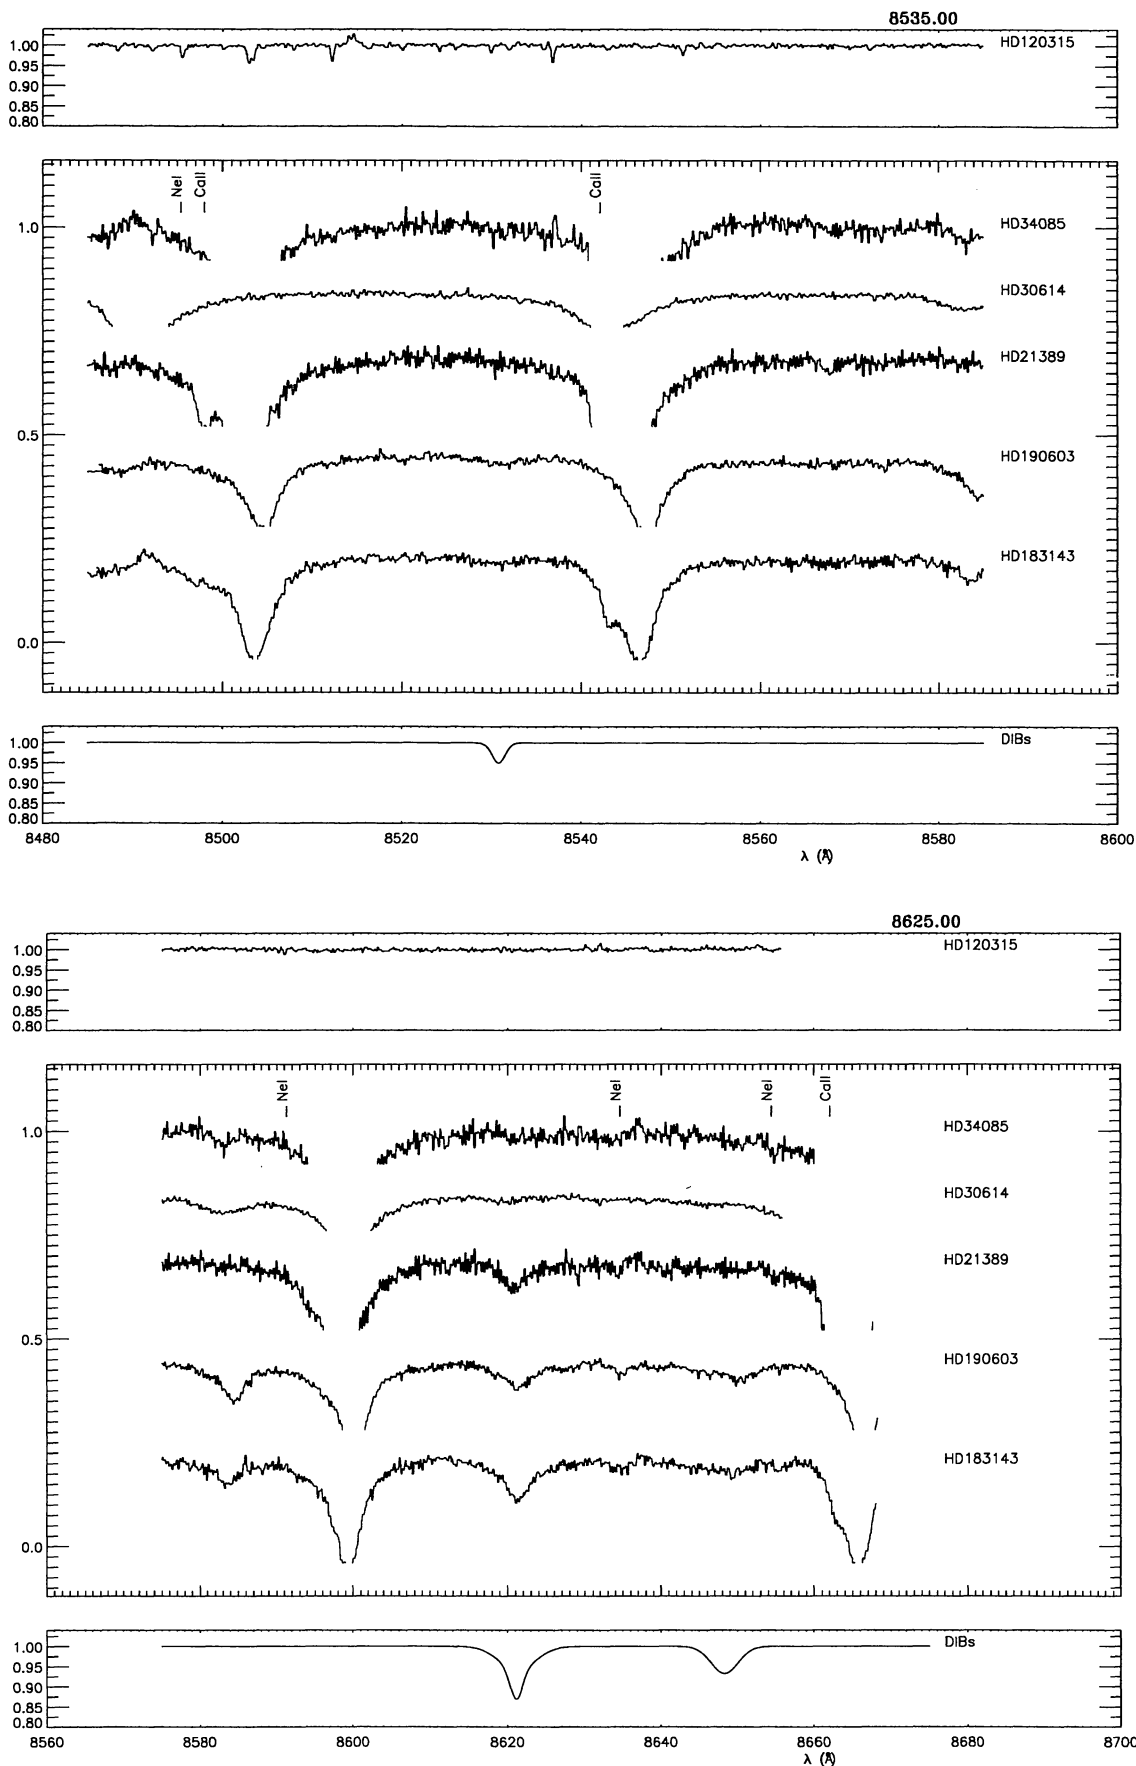 8535.00
HD120315
1.00
0.95
0.90
0.85
0.80
NeI
CaII
CaII
HD34085
1.0
HD30614
HD21389
0.5
HD190603
HD183143
0.0
DIBs
1.00
0.95
0.90
0.85
0.80
8480 8500 8520 8540 8560 8580 8600
λ (Å)
8625.00
HD120315
1.00
0.95
0.90
0.85
0.80
NeI
NeI
NeI
CaII
HD34085
1.0
HD30614
HD21389
0.5
HD190603
HD183143
0.0
DIBs
1.00
0.95
0.90
0.85
0.80
8560 8580 8600 8620 8640 8660 8680 8700
λ (Å)